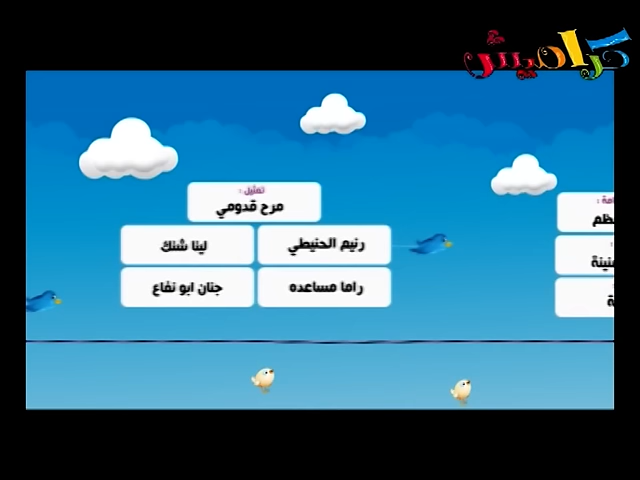 كراميش
تمثيل :
مرح قدومي
رنيم الحنيطي
لينا شنك
راما مساعده
جنان ابو نفاع